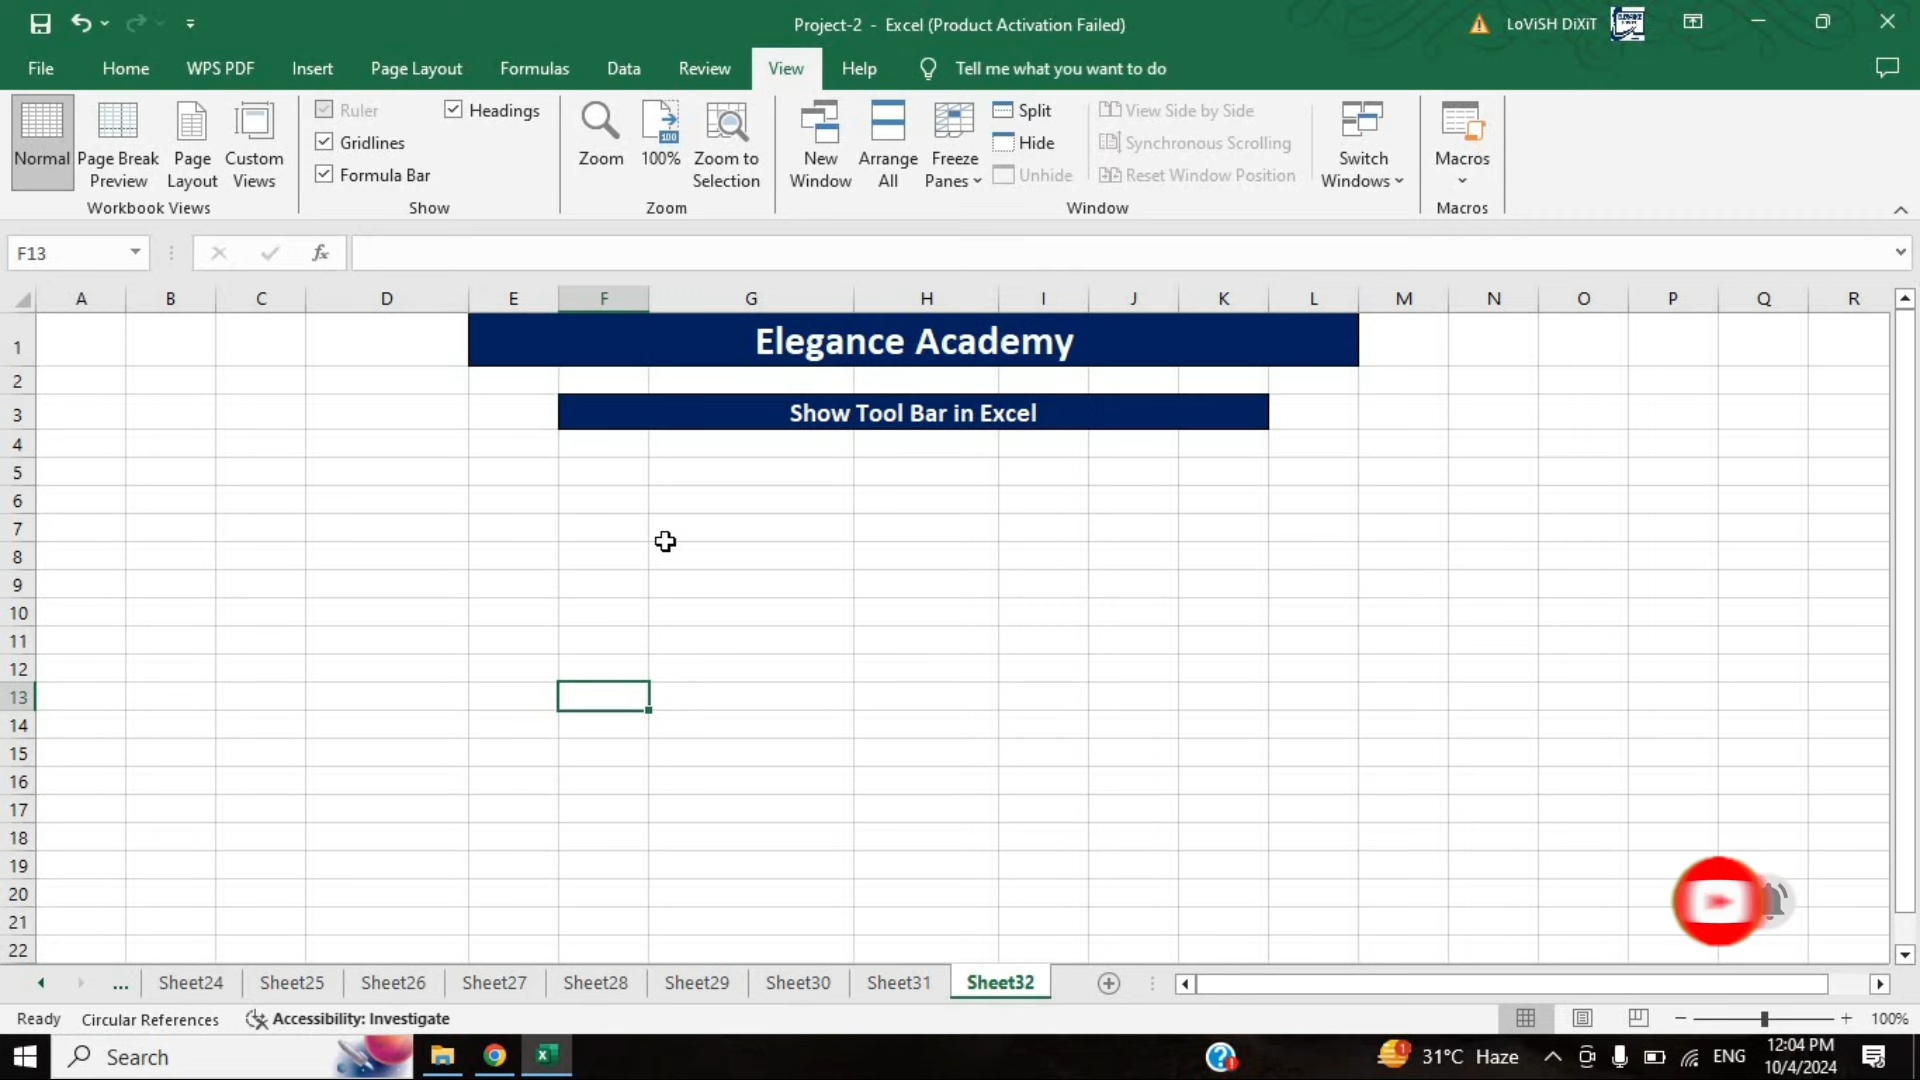 Project-2 - Excel (Product Activation Failed)
LoViSH DiXiT
File Home WPS PDF Insert Page Layout Formulas Data Review View Help Tell me what you want to do
Normal
Page Break Preview
Page Layout
Custom Views
Workbook Views
Ruler
Headings
Gridlines
Formula Bar
Show
Zoom
100
100%
Zoom to Selection
Zoom
New Window
Arrange All
Freeze Panes
Split
Hide
Unhide
View Side by Side
Synchronous Scrolling
Reset Window Position
Switch Windows
Window
Macros
Macros
F13
fx
A B C D E F G H I J K L M N O P Q R
1
Elegance Academy
2
3
Show Tool Bar in Excel
4
5
6
7
8
9
10
11
12
13
14
15
16
17
18
19
20
21
22
... Sheet24 Sheet25 Sheet26 Sheet27 Sheet28 Sheet29 Sheet30 Sheet31 Sheet32
Ready Circular References Accessibility: Investigate
100%
Search
31°C Haze
ENG
12:04 PM
10/4/2024